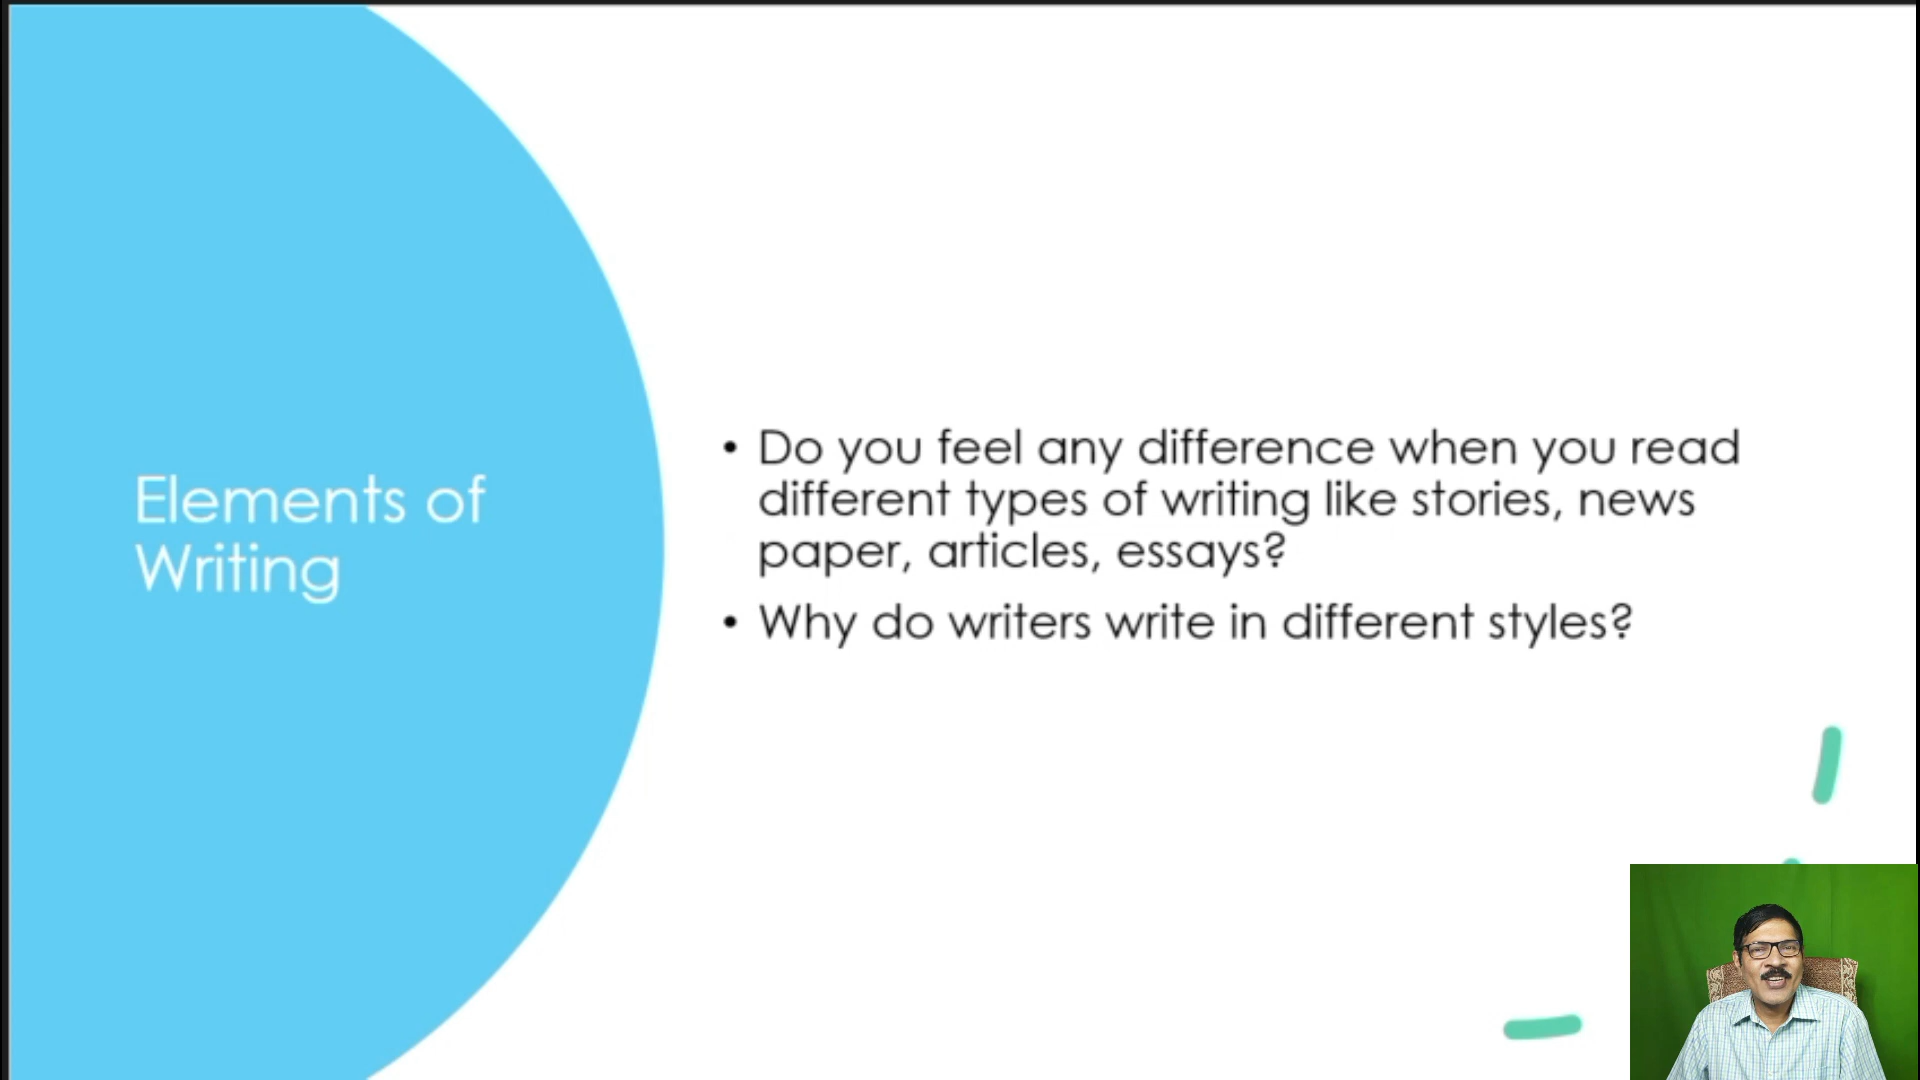 Elements of
Writing
• Do you feel any difference when you read
different types of writing like stories, news
paper, articles, essays?
• Why do writers write in different styles?